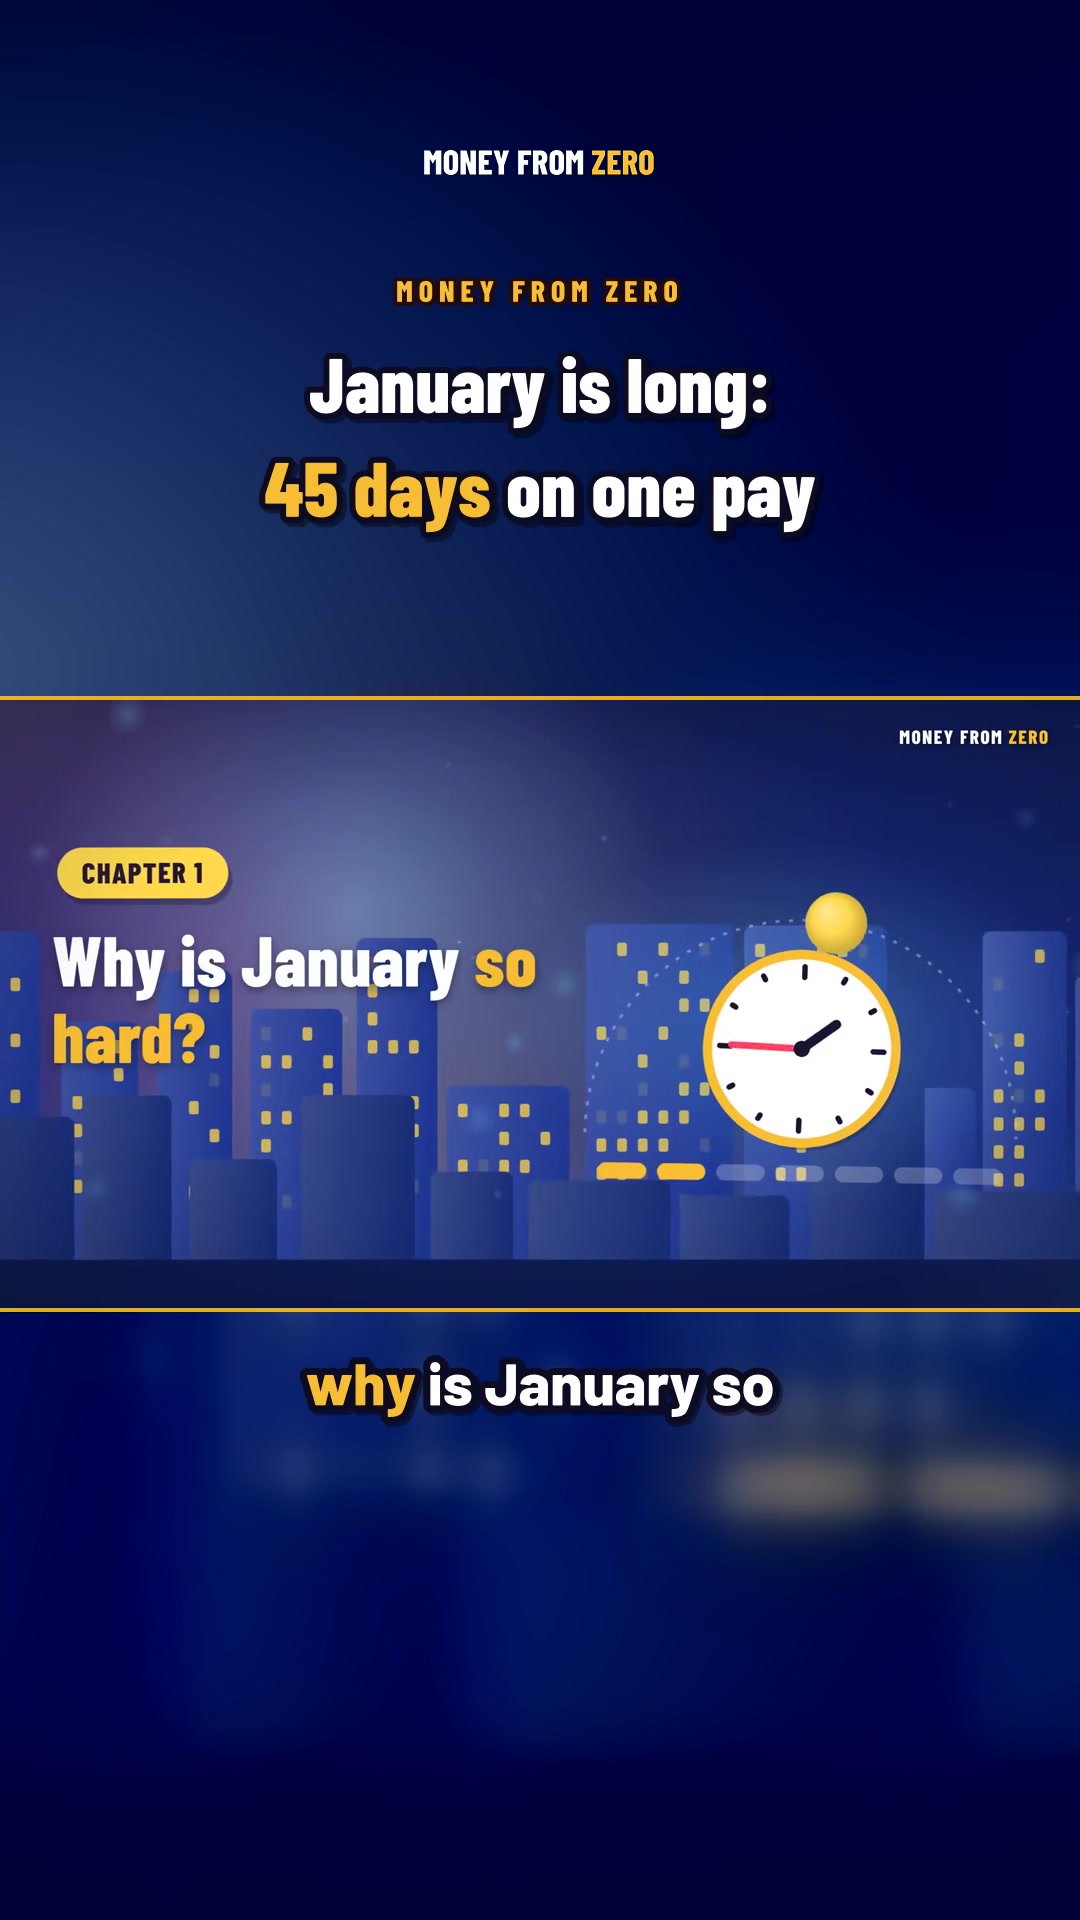 MONEY FROM ZERO
MONEY FROM ZERO
January is long:
45 days on one pay
MONEY FROM ZERO
CHAPTER 1
Why is January so
hard?
why is January so